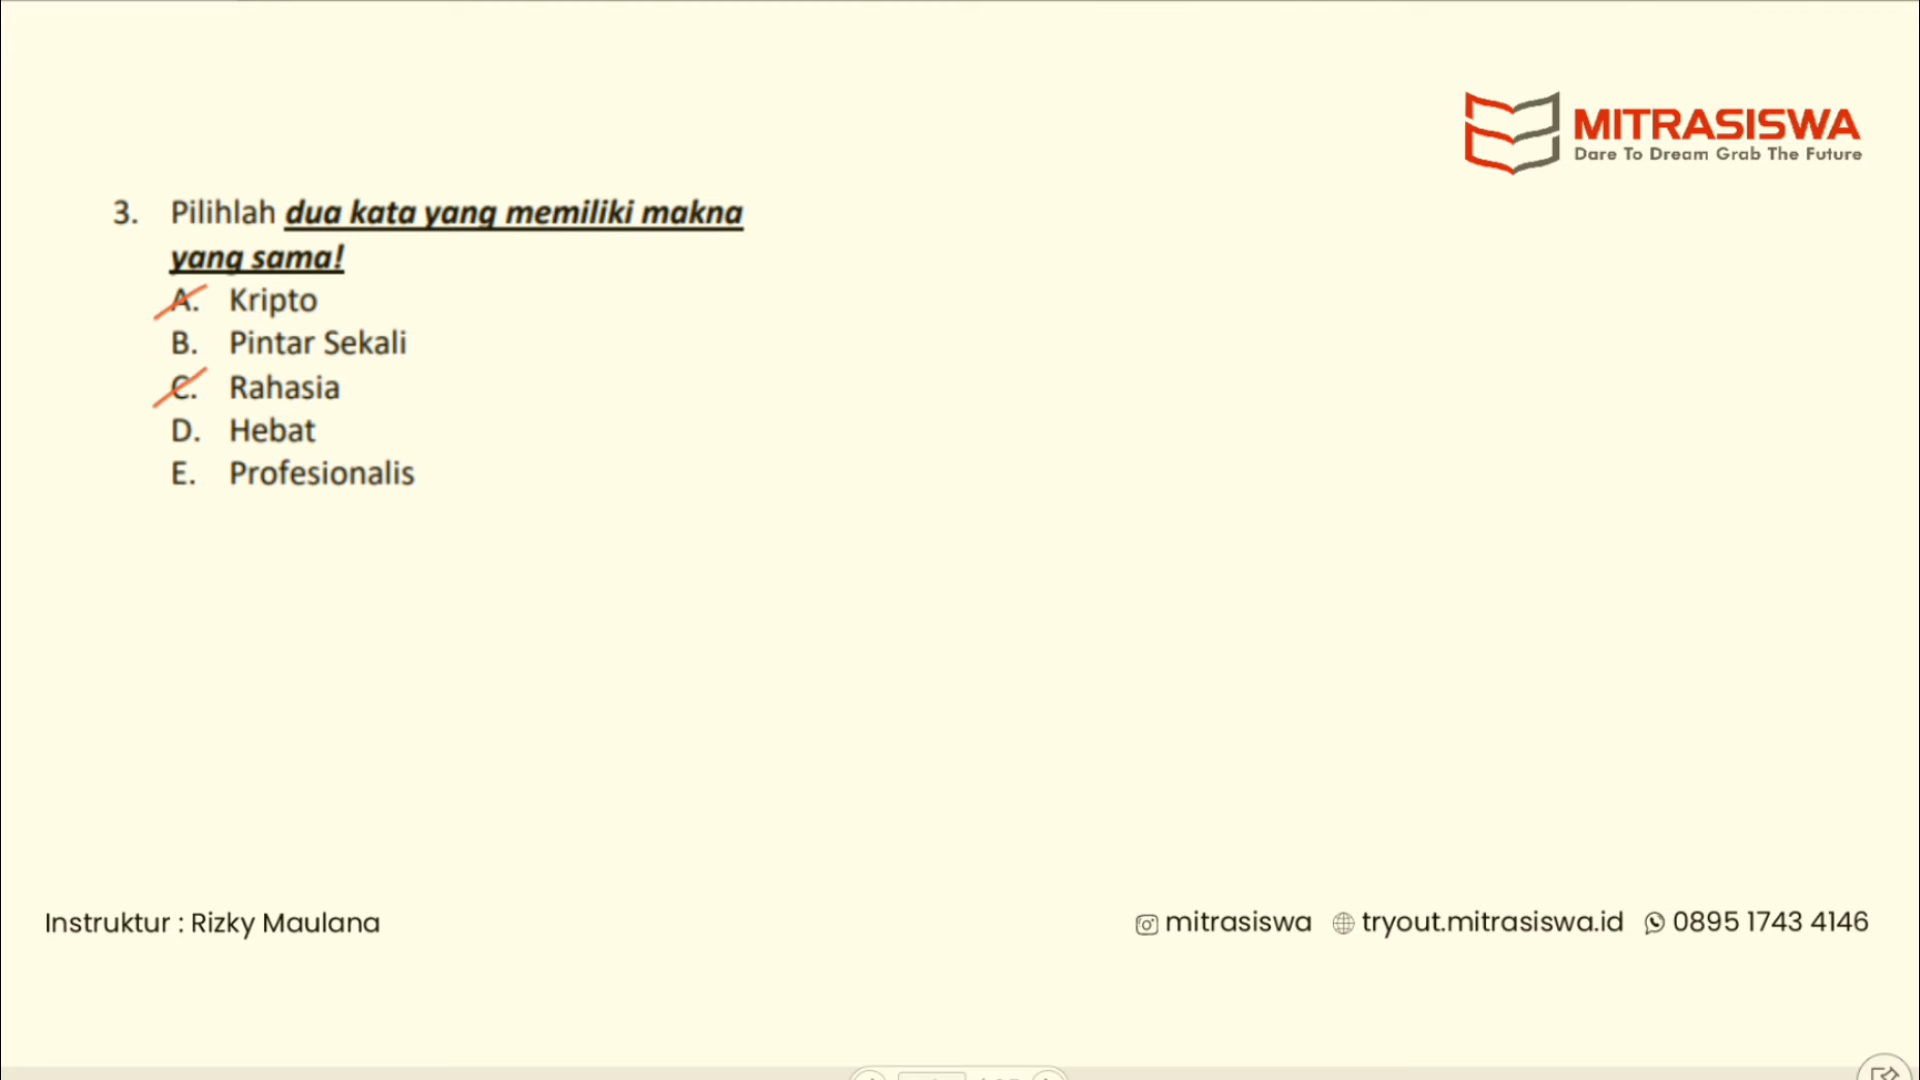 MITRASISWA
Dare To Dream Grab The Future
3. Pilihlah dua kata yang memiliki makna
yang sama!
A. Kripto
B. Pintar Sekali
C. Rahasia
D. Hebat
E. Profesionalis
Instruktur : Rizky Maulana
mitrasiswa tryout.mitrasiswa.id 0895 1743 4146